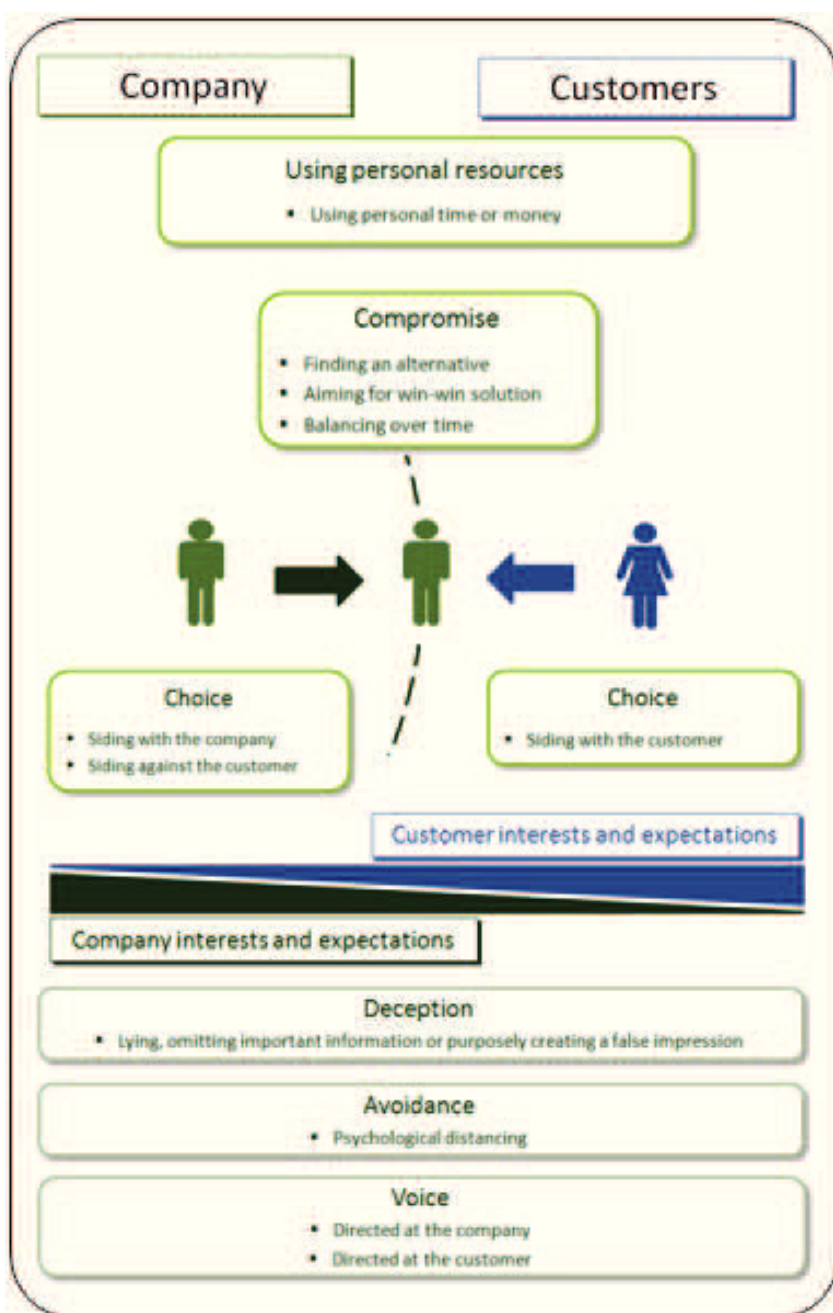 Company
Customers
Using personal resources
▪ Using personal time or money
Compromise
▪ Finding an alternative
▪ Aiming for win-win solution
▪ Balancing over time
Choice
▪ Siding with the company
▪ Siding against the customer
Choice
▪ Siding with the customer
Customer interests and expectations
Company interests and expectations
Deception
▪ Lying, omitting important information or purposely creating a false impression
Avoidance
▪ Psychological distancing
Voice
▪ Directed at the company
▪ Directed at the customer